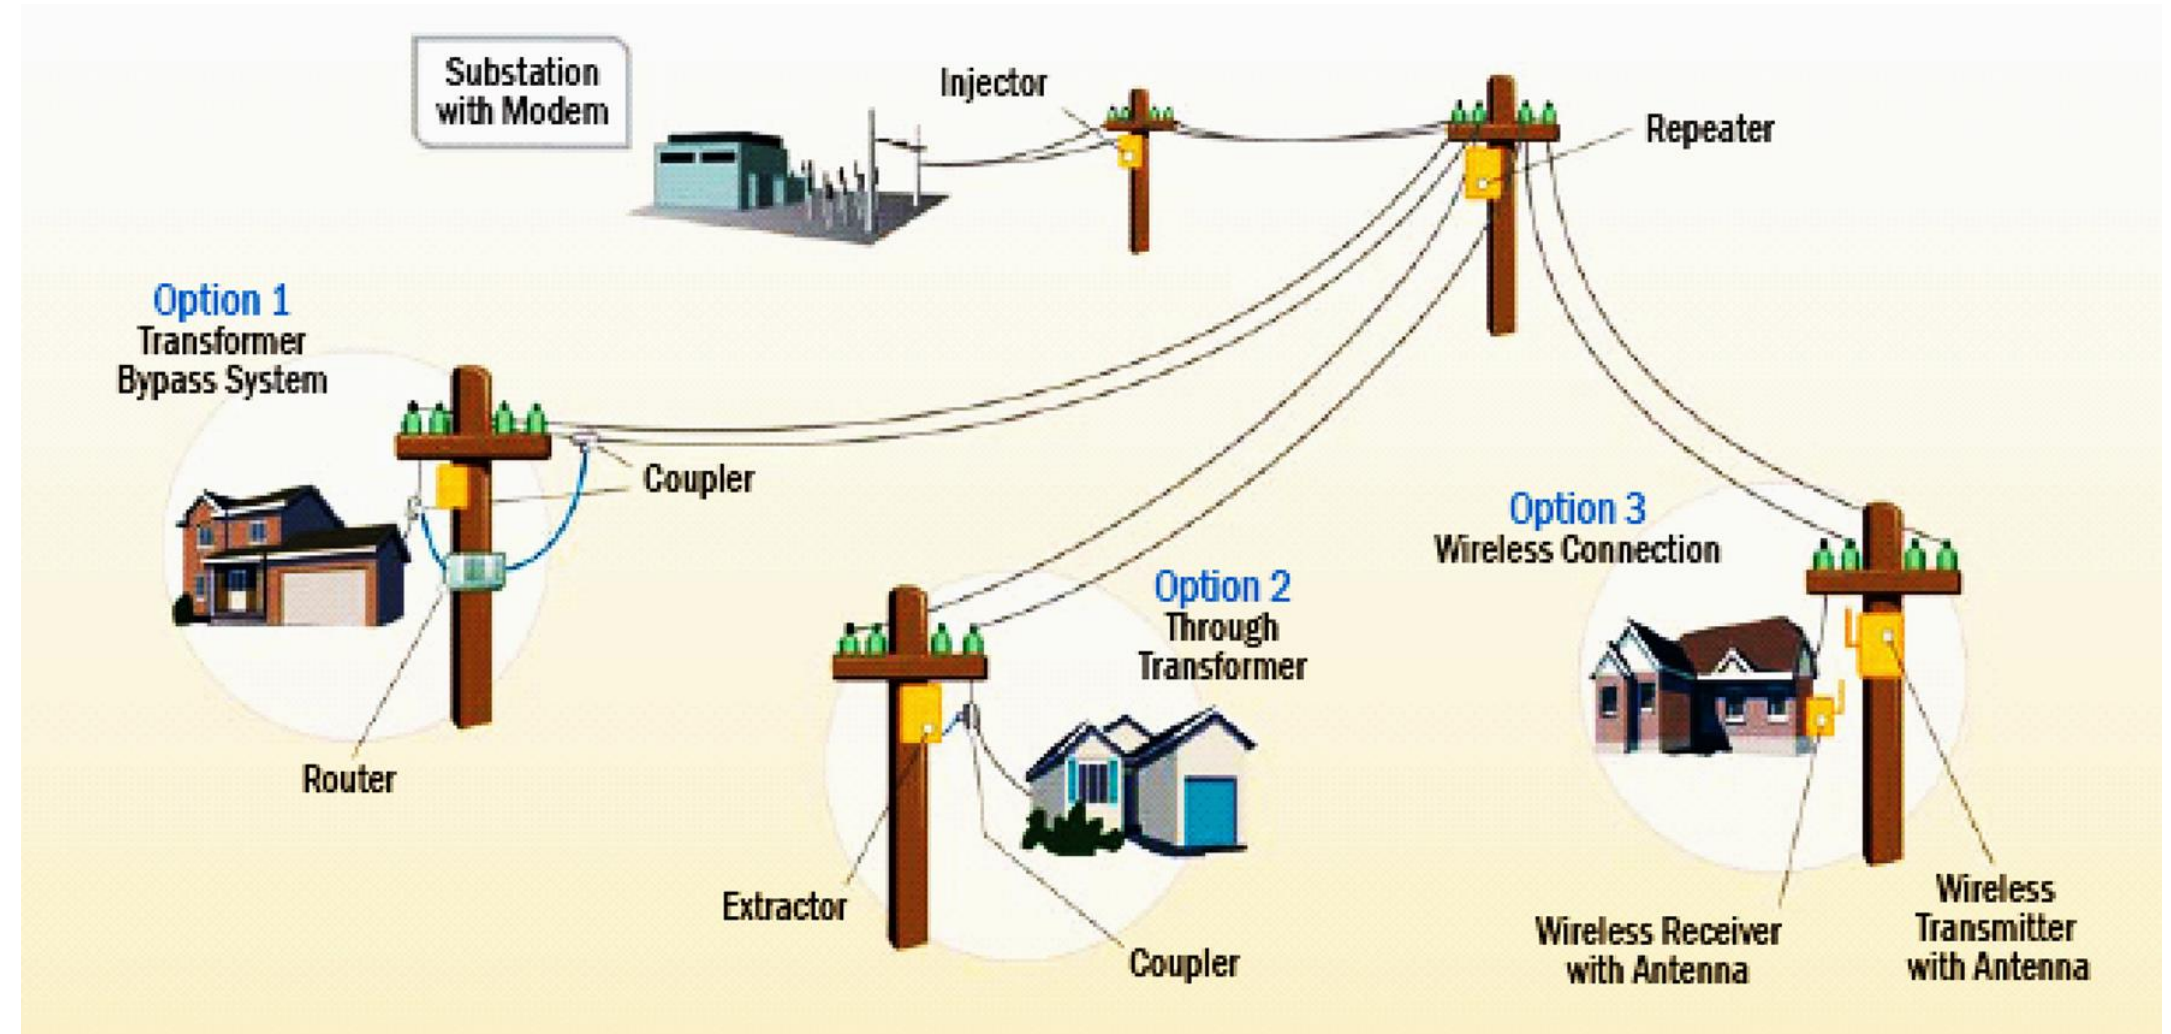 Substation
with Modem
Injector
Repeater
Option 1
Transformer
Bypass System
Coupler
Router
Option 2
Through
Transformer
Extractor
Coupler
Option 3
Wireless Connection
Wireless Receiver
with Antenna
Wireless
Transmitter
with Antenna